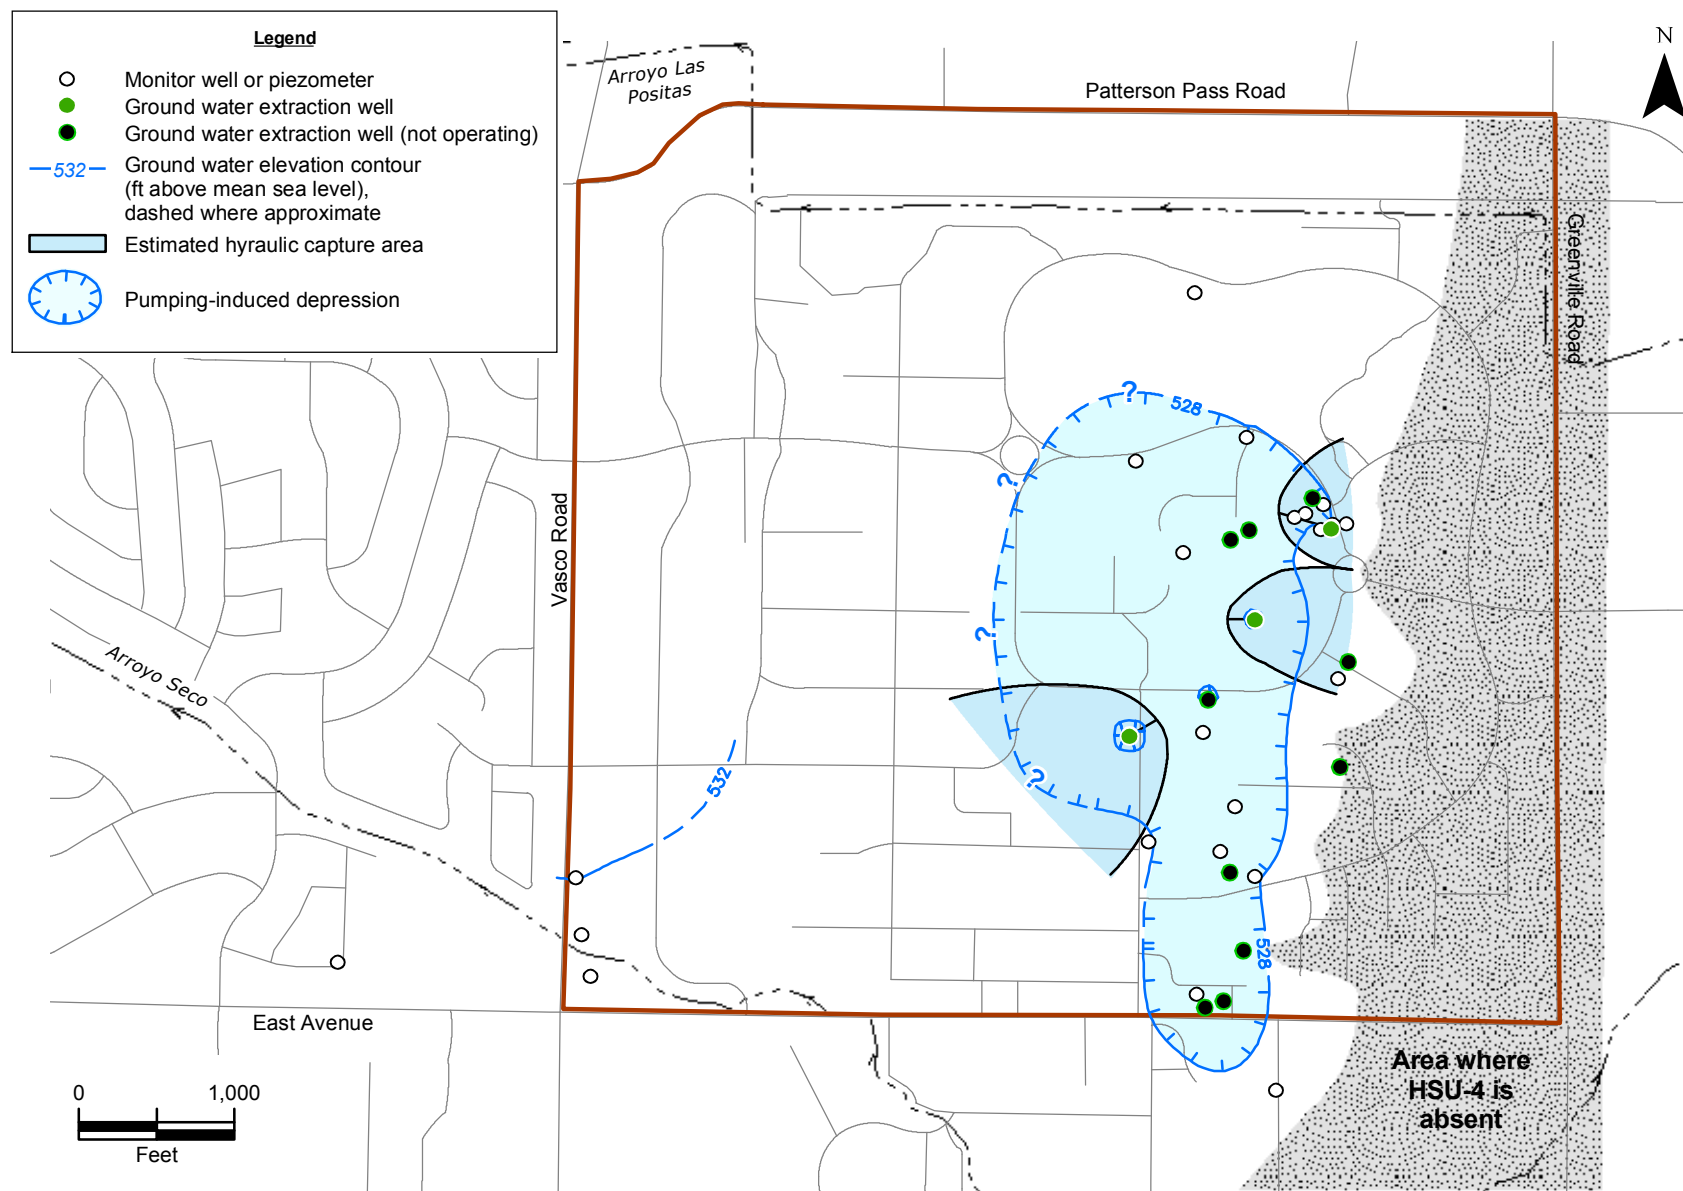 Legend
Monitor well or piezometer
Ground water extraction well
Ground water extraction well (not operating)
532
Ground water elevation contour
(ft above mean sea level),
dashed where approximate
Estimated hyraulic capture area
Pumping-induced depression
Arroyo Las
Positas
Patterson Pass Road
N
Greenville Road
?
528
?
Vasco Road
?
Arroyo Seco
532
?
528
East Avenue
0
1,000
Feet
Area where
HSU-4 is
absent